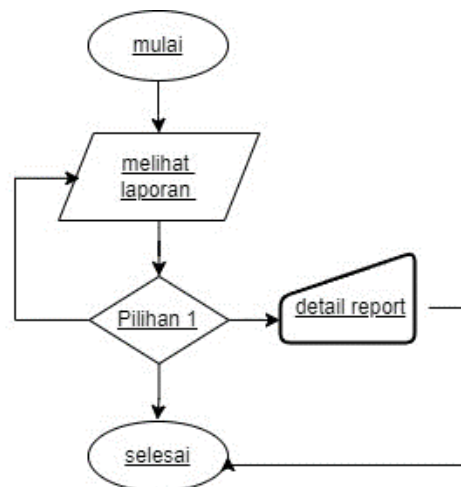 mulai
melihat
laporan
Pilihan 1
detail report
selesai